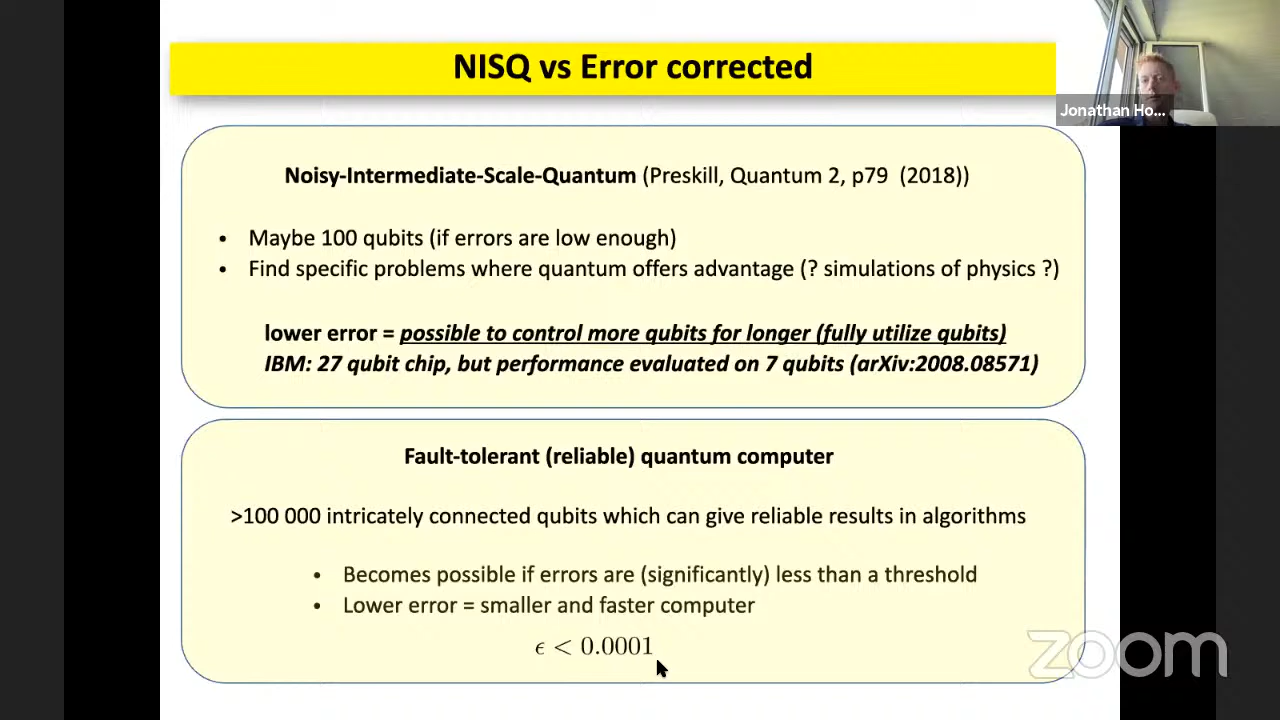 NISQ vs Error corrected
Jonathan Ho...
Noisy-Intermediate-Scale-Quantum (Preskill, Quantum 2, p79 (2018))
• Maybe 100 qubits (if errors are low enough)
• Find specific problems where quantum offers advantage (? simulations of physics ?)
lower error = possible to control more qubits for longer (fully utilize qubits)
IBM: 27 qubit chip, but performance evaluated on 7 qubits (arXiv:2008.08571)
Fault-tolerant (reliable) quantum computer
>100 000 intricately connected qubits which can give reliable results in algorithms
• Becomes possible if errors are (significantly) less than a threshold
• Lower error = smaller and faster computer
ϵ < 0.0001
zoom